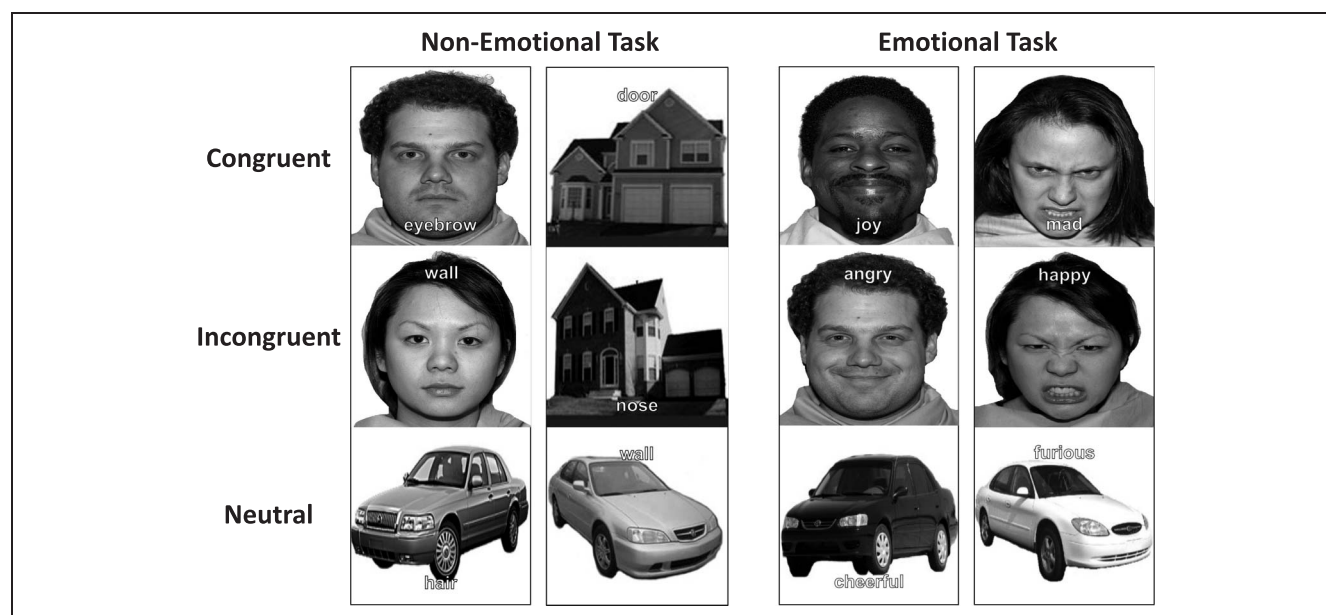 Non-Emotional Task
Emotional Task
Congruent
eyebrow
door
joy
mad
Incongruent
wall
nose
angry
happy
Neutral
hair
wall
cheerful
furious